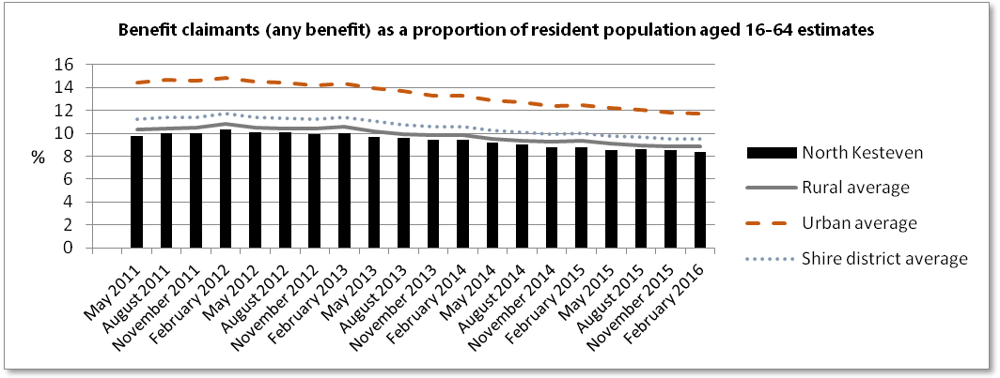 Benefit claimants (any benefit) as a proportion of resident population aged 16-64 estimates
16
14
12
10
8
6
4
2
0
%
May 2011
August 2011
November 2011
February 2012
May 2012
August 2012
November 2012
February 2013
May 2013
August 2013
November 2013
February 2014
May 2014
August 2014
November 2014
February 2015
May 2015
August 2015
November 2015
February 2016
North Kesteven
Rural average
Urban average
Shire district average